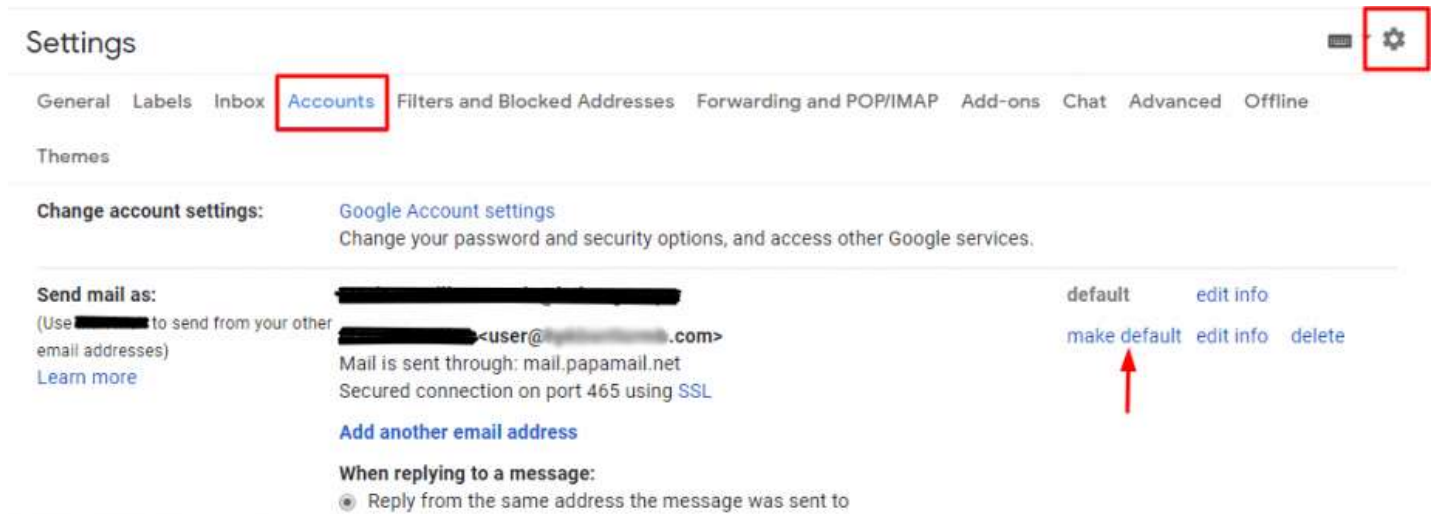 Settings
General Labels Inbox Accounts Filters and Blocked Addresses Forwarding and POP/IMAP Add-ons Chat Advanced Offline
Themes
Change account settings: Google Account settings
Change your password and security options, and access other Google services.
Send mail as: default edit info
(Use to send from your other
email addresses)
Learn more
<user@ .com> make default edit info delete
Mail is sent through: mail.papamail.net
Secured connection on port 465 using SSL
Add another email address
When replying to a message:
Reply from the same address the message was sent to